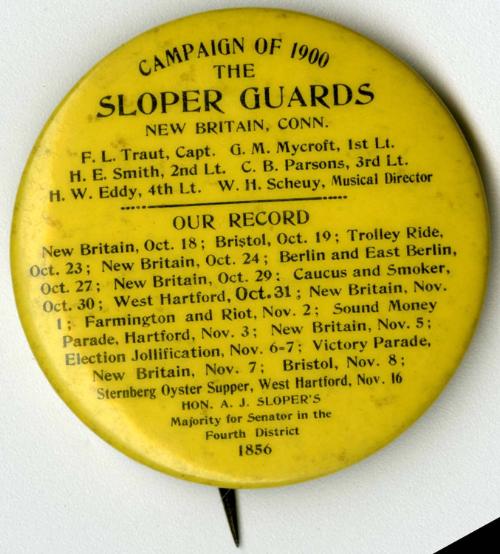 CAMPAIGN OF 1900
THE
SLOPER GUARDS
NEW BRITAIN, CONN.
F. L. Traut, Capt. G. M. Mycroft, 1st Lt.
H. E. Smith, 2nd Lt. C. B. Parsons, 3rd Lt.
H. W. Eddy, 4th Lt. W. H. Scheuy, Musical Director
OUR RECORD
New Britain, Oct. 18; Bristol, Oct. 19; Trolley Ride,
Oct. 23; New Britain, Oct. 24; Berlin and East Berlin,
Oct. 27; New Britain, Oct. 29: Caucus and Smoker,
Oct. 30; West Hartford, Oct. 31; New Britain, Nov.
1; Farmington and Riot, Nov. 2; Sound Money
Parade, Hartford, Nov. 3; New Britain, Nov. 5;
Election Jollification, Nov. 6-7; Victory Parade,
New Britain, Nov. 7; Bristol, Nov. 8;
Sternberg Oyster Supper, West Hartford, Nov. 16
HON. A. J. SLOPER'S
Majority for Senator in the
Fourth District
1856